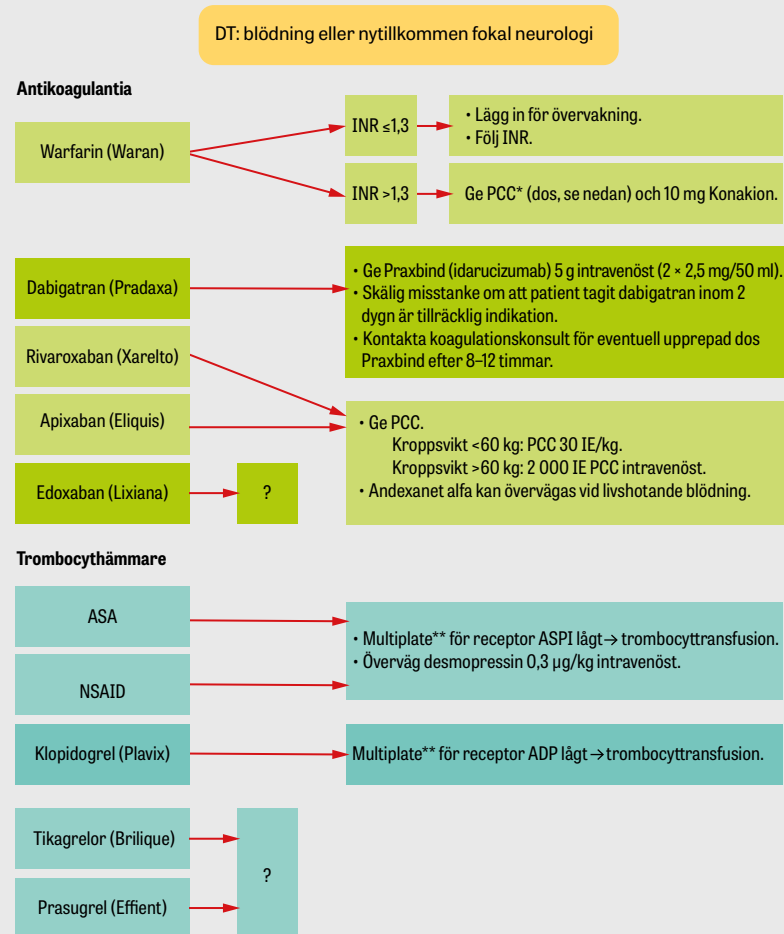 DT: blödning eller nytillkommen fokal neurologi
Antikoagulantia
Warfarin (Waran)
INR ≤1,3
• Lägg in för övervakning.
• Följ INR.
INR >1,3
Ge PCC* (dos, se nedan) och 10 mg Konakion.
Dabigatran (Pradaxa)
• Ge Praxbind (idarucizumab) 5 g intravenöst (2 × 2,5 mg/50 ml).
• Skälig misstanke om att patient tagit dabigatran inom 2
dygn är tillräcklig indikation.
• Kontakta koagulationskonsult för eventuell upprepad dos
Praxbind efter 8–12 timmar.
Rivaroxaban (Xarelto)
Apixaban (Eliquis)
• Ge PCC.
Kroppsvikt <60 kg: PCC 30 IE/kg.
Kroppsvikt >60 kg: 2 000 IE PCC intravenöst.
• Andexanet alfa kan övervägas vid livshotande blödning.
Edoxaban (Lixiana)
?
Trombocythämmare
ASA
NSAID
• Multiplate** för receptor ASPI lågt → trombocyttransfusion.
• Överväg desmopressin 0,3 µg/kg intravenöst.
Klopidogrel (Plavix)
Multiplate** för receptor ADP lågt → trombocyttransfusion.
Tikagrelor (Brilique)
?
Prasugrel (Effient)